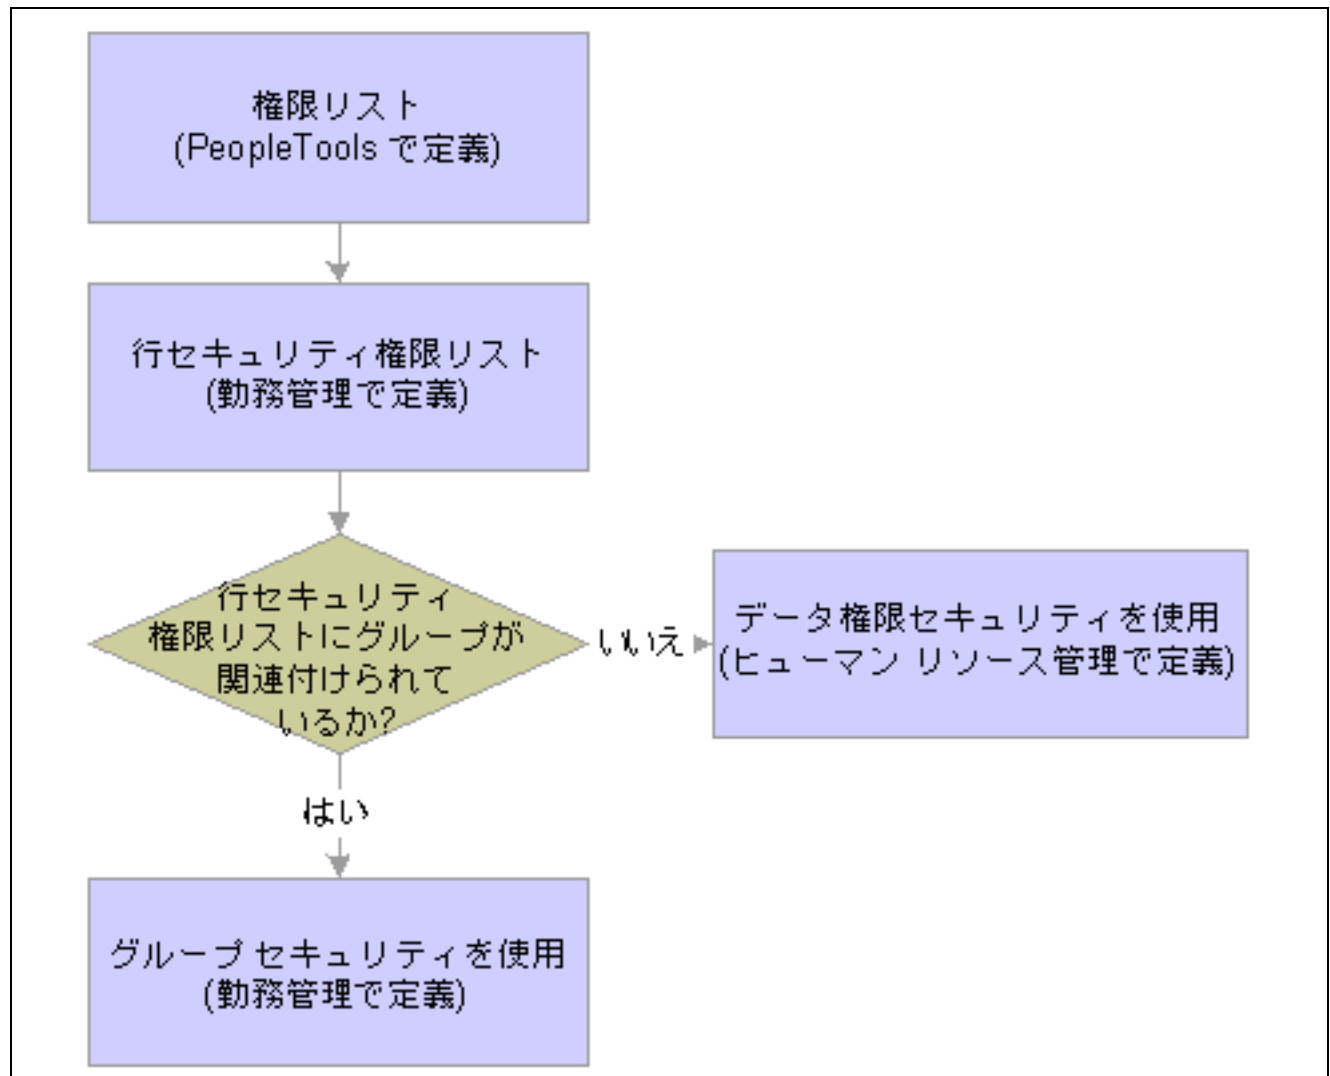 権限リスト
(PeopleTools で定義)
行セキュリティ権限リスト
(勤務管理で定義)
行セキュリティ
権限リストにグループが
関連付けられて
いるか?
いいえ
データ権限セキュリティを使用
(ヒューマン リソース管理で定義)
はい
グループ セキュリティを使用
(勤務管理で定義)